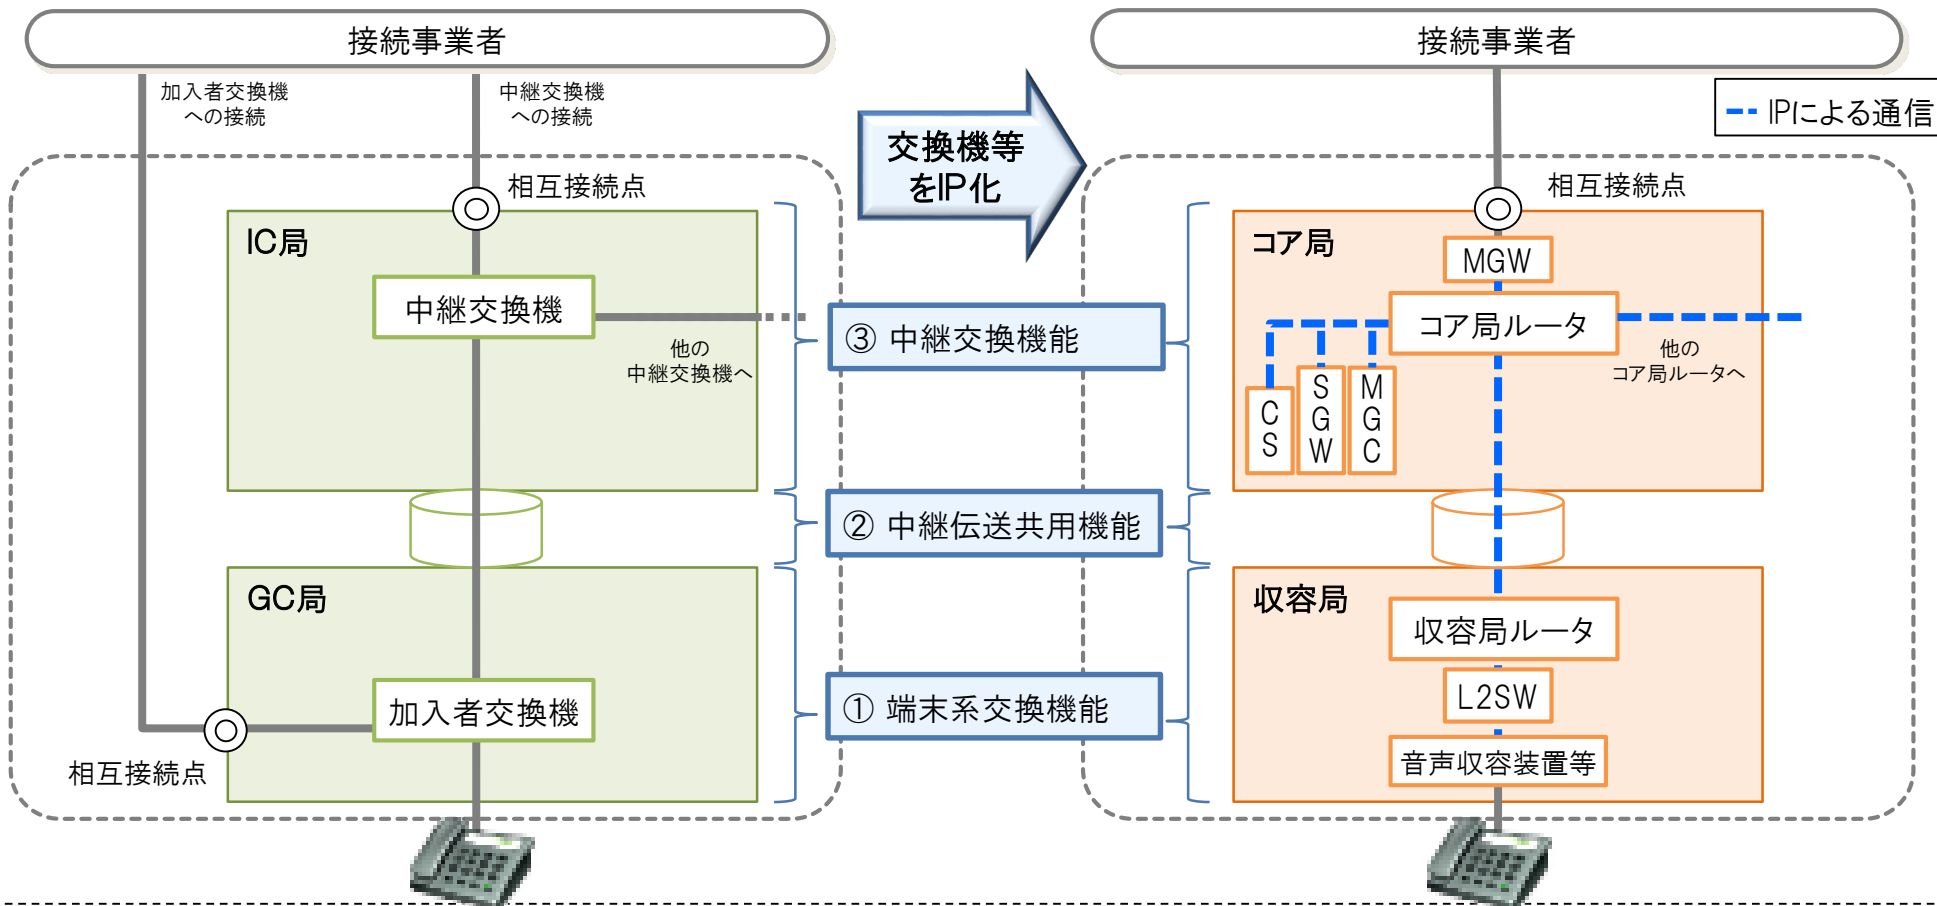 接続事業者
加入者交換機
への接続
中継交換機
への接続
相互接続点
IC局
中継交換機
他の
中継交換機へ
GC局
加入者交換機
相互接続点
交換機等
をIP化
③ 中継交換機能
② 中継伝送共用機能
① 端末系交換機能
接続事業者
IPによる通信
相互接続点
コア局
MGW
コア局ルータ
他の
コア局ルータへ
CS
SGW
MGC
収容局
収容局ルータ
L2SW
音声収容装置等